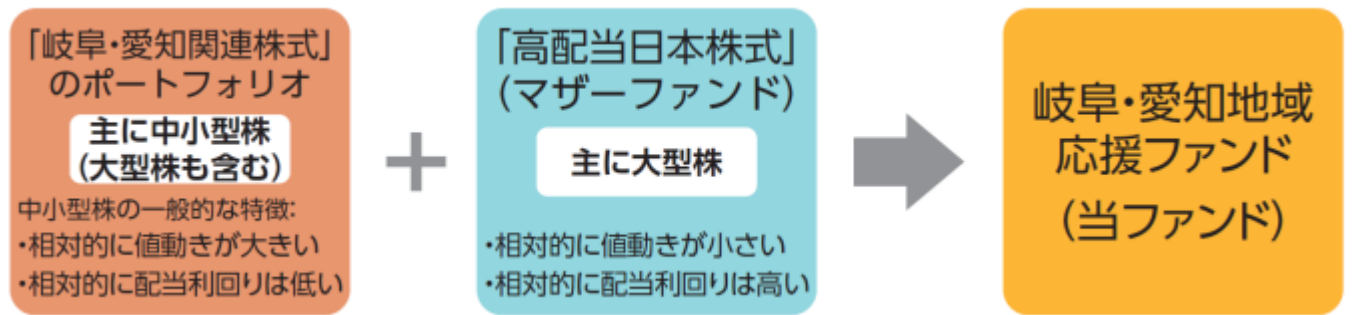 「岐阜・愛知関連株式」
のポートフォリオ
主に中小型株
(大型株も含む)
中小型株の一般的な特徴:
・相対的に値動きが大きい
・相対的に配当利回りは低い
+
「高配当日本株式」
(マザーファンド)
主に大型株
・相対的に値動きが小さい
・相対的に配当利回りは高い
岐阜・愛知地域
応援ファンド
(当ファンド)